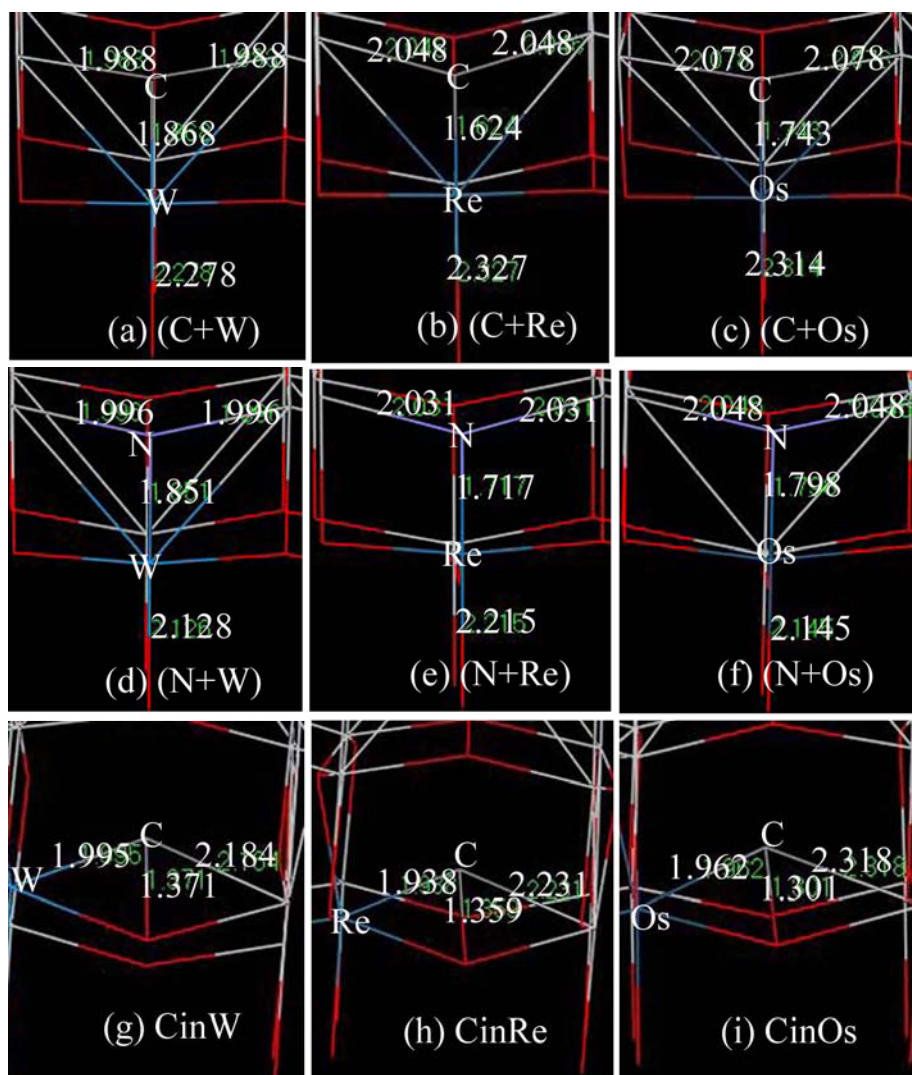 1.988 1.988
C
1.868
W
2.278
(a) (C+W)
2.048 2.048
C
1.624
Re
2.327
(b) (C+Re)
2.078 2.078
C
1.743
Os
2.314
(c) (C+Os)
1.996 1.996
N
1.851
W
2.128
(d) (N+W)
2.031 2.031
N
1.717
Re
2.215
(e) (N+Re)
2.048 2.048
N
1.798
Os
2.145
(f) (N+Os)
C
1.995 2.184
W 1.371
(g) CinW
C
1.938 2.231
1.359
Re
(h) CinRe
C
1.962 2.318
1.301
Os
(i) CinOs